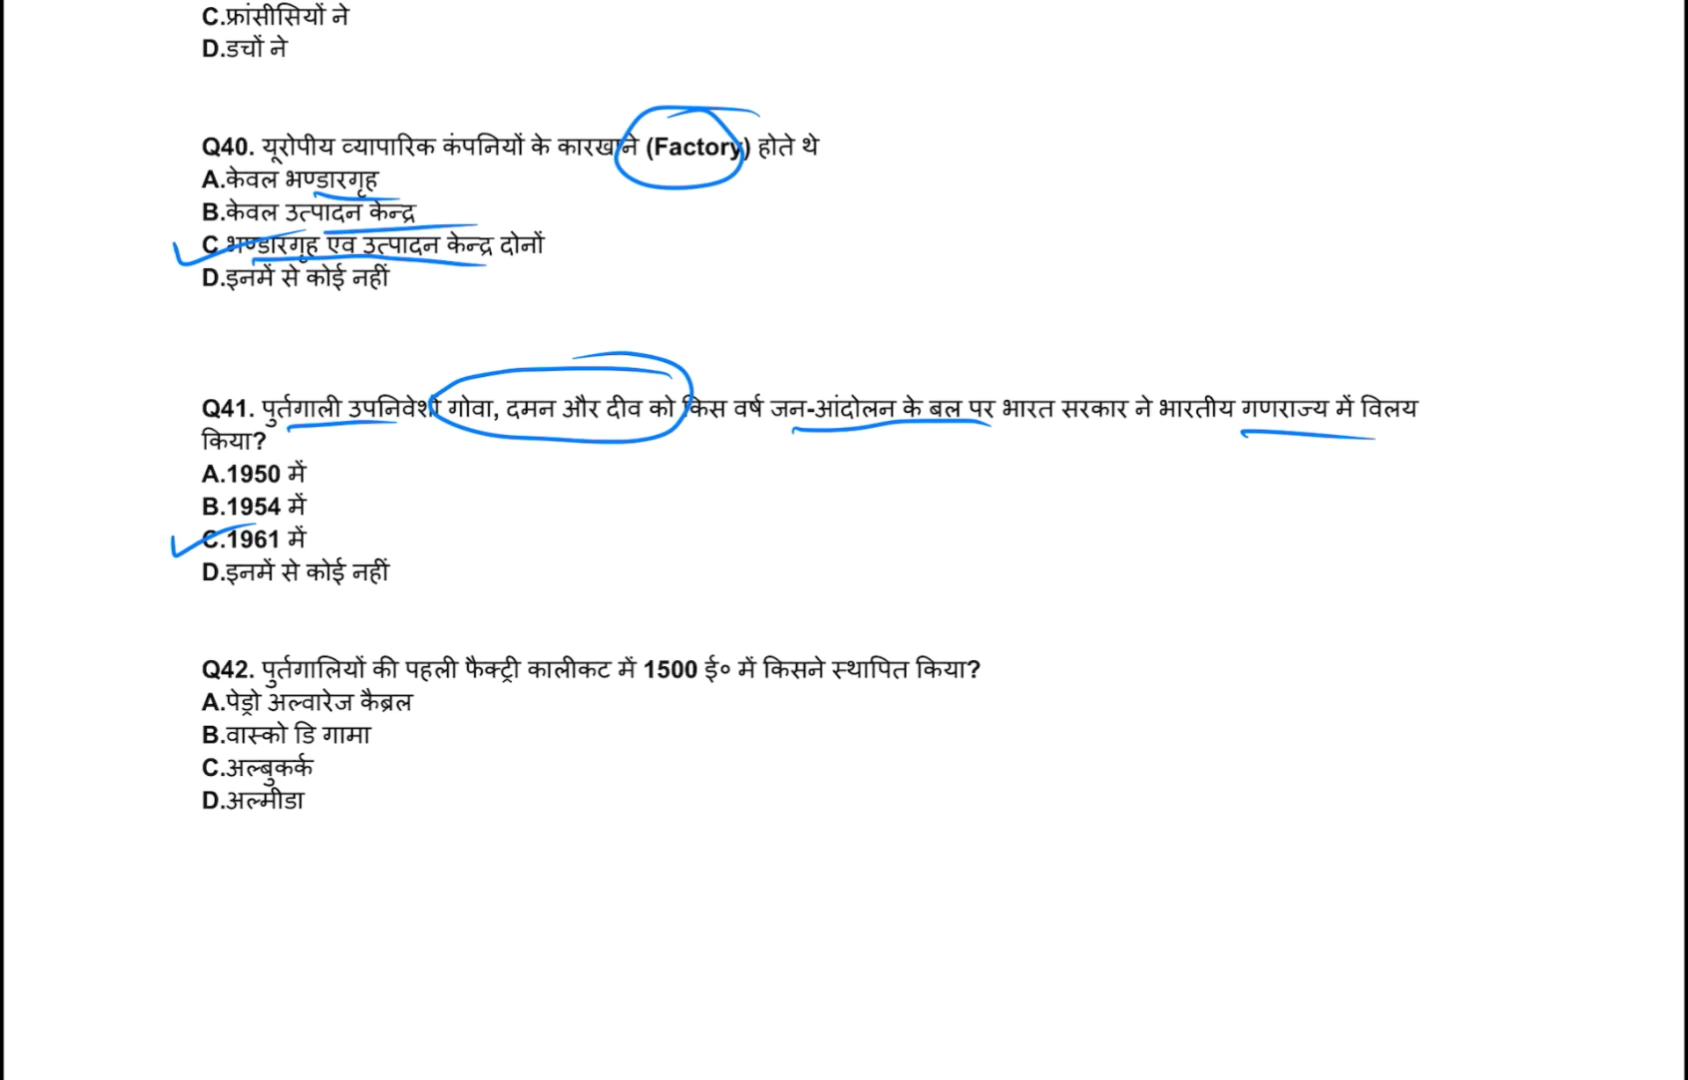 C.फ्रांसीसियों ने
D.डचों ने
Q40. यूरोपीय व्यापारिक कंपनियों के कारखाने (Factory) होते थे
A.केवल भण्डारगृह
B.केवल उत्पादन केन्द्र
C.भण्डारगृह एवं उत्पादन केन्द्र दोनों
D.इनमें से कोई नहीं
Q41. पुर्तगाली उपनिवेशों गोवा, दमन और दीव को किस वर्ष जन-आंदोलन के बल पर भारत सरकार ने भारतीय गणराज्य में विलय
किया?
A.1950 में
B.1954 में
C.1961 में
D.इनमें से कोई नहीं
Q42. पुर्तगालियों की पहली फैक्ट्री कालीकट में 1500 ई० में किसने स्थापित किया?
A.पेड्रो अल्वारेज कैब्रल
B.वास्को डि गामा
C.अल्बुकर्क
D.अल्मीडा